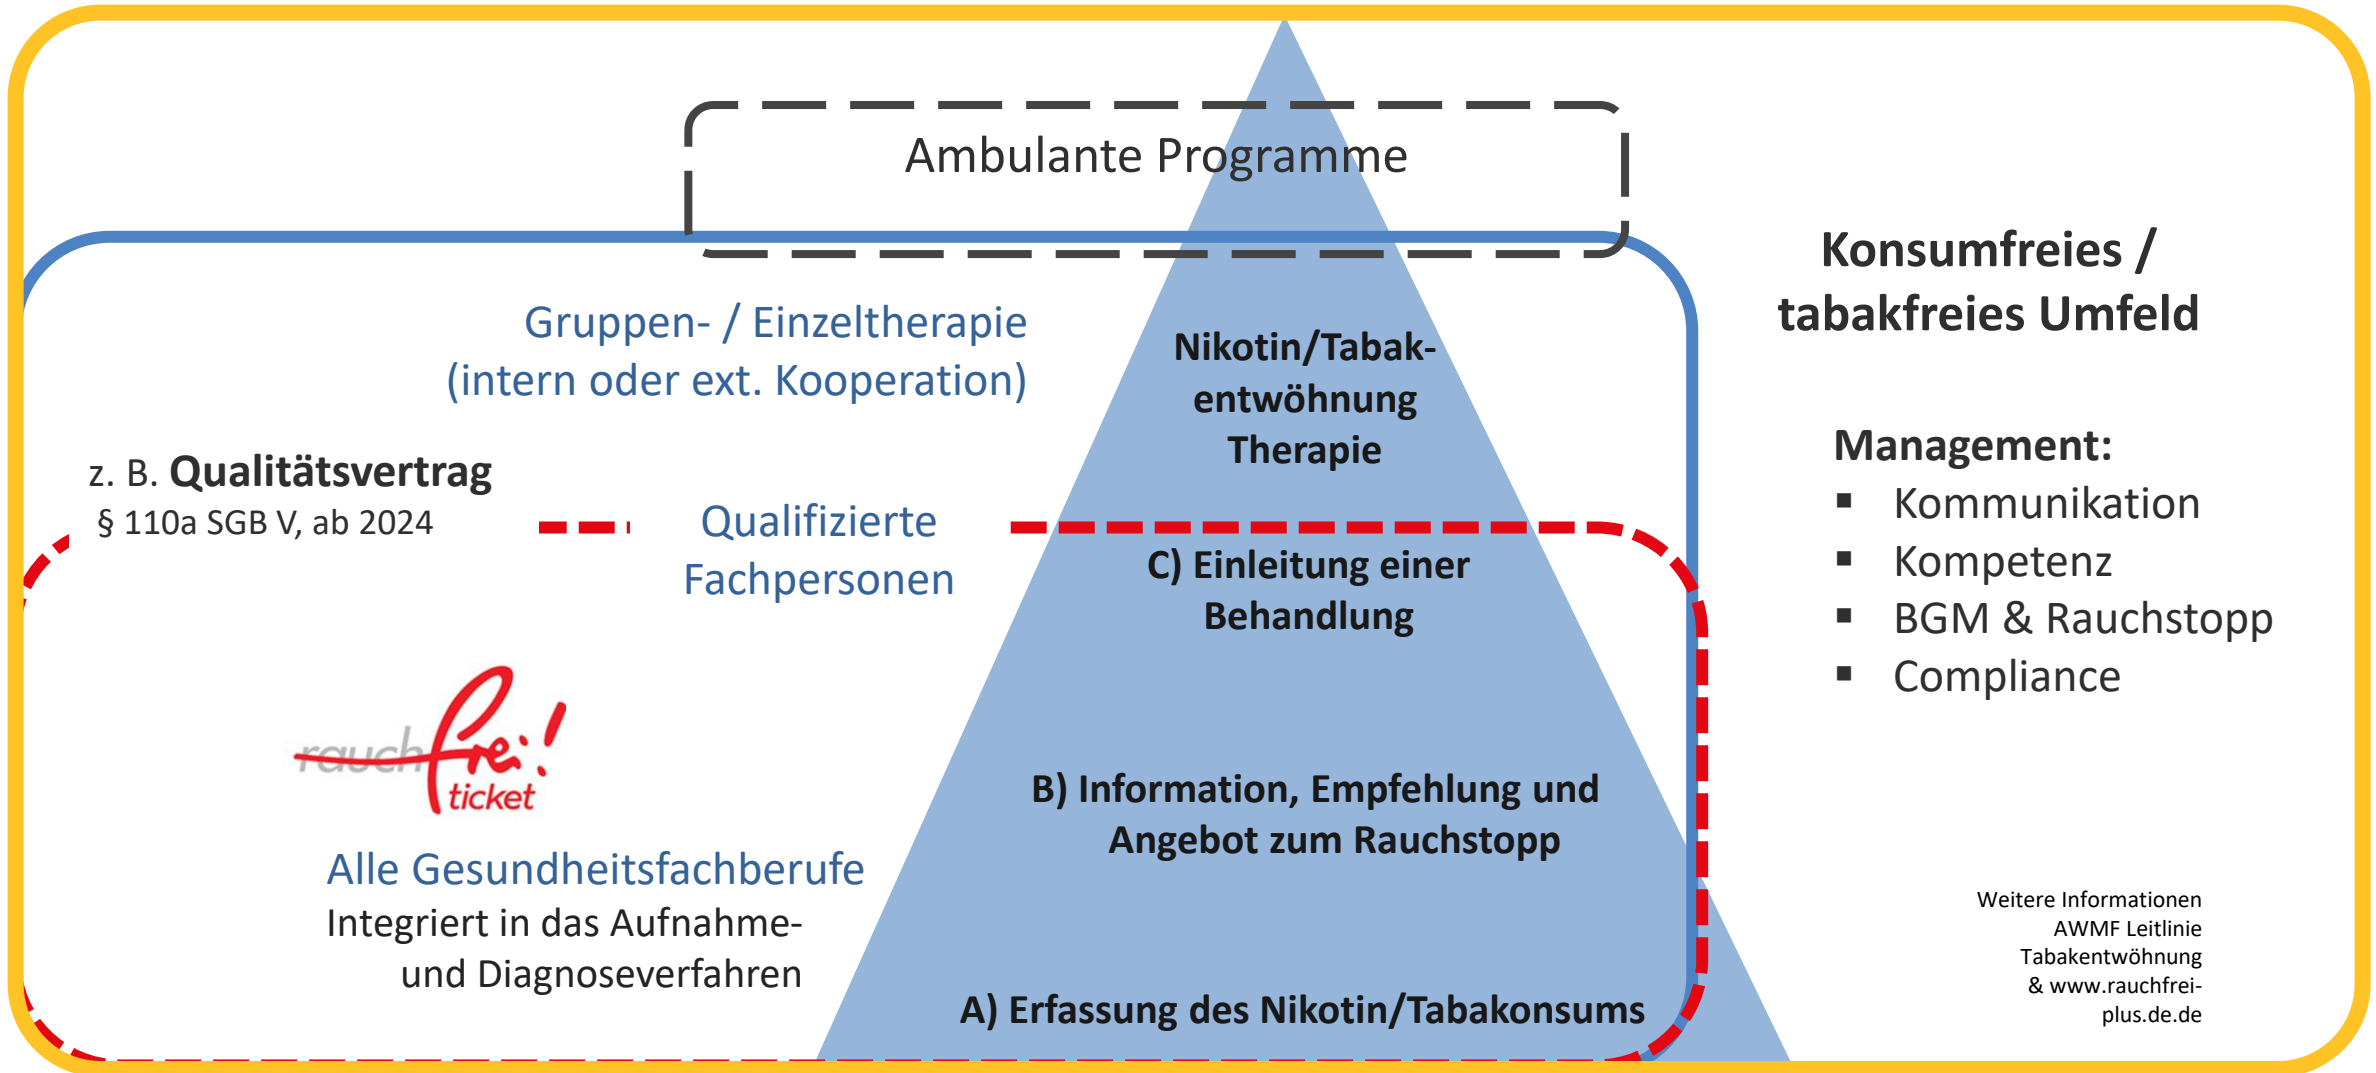 Ambulante Programme
Gruppen- / Einzeltherapie
(intern oder ext. Kooperation)
z. B. Qualitätsvertrag
§ 110a SGB V, ab 2024
Qualifizierte
Fachpersonen
rauch frei!
ticket
Alle Gesundheitsfachberufe
Integriert in das Aufnahme-
und Diagnoseverfahren
Nikotin/Tabak-
entwöhnung
Therapie
C) Einleitung einer
Behandlung
B) Information, Empfehlung und
Angebot zum Rauchstopp
A) Erfassung des Nikotin/Tabakonsums
Konsumfreies /
tabakfreies Umfeld
Management:
▪ Kommunikation
▪ Kompetenz
▪ BGM & Rauchstopp
▪ Compliance
Weitere Informationen
AWMF Leitlinie
Tabakentwöhnung
& www.rauchfrei-
plus.de.de